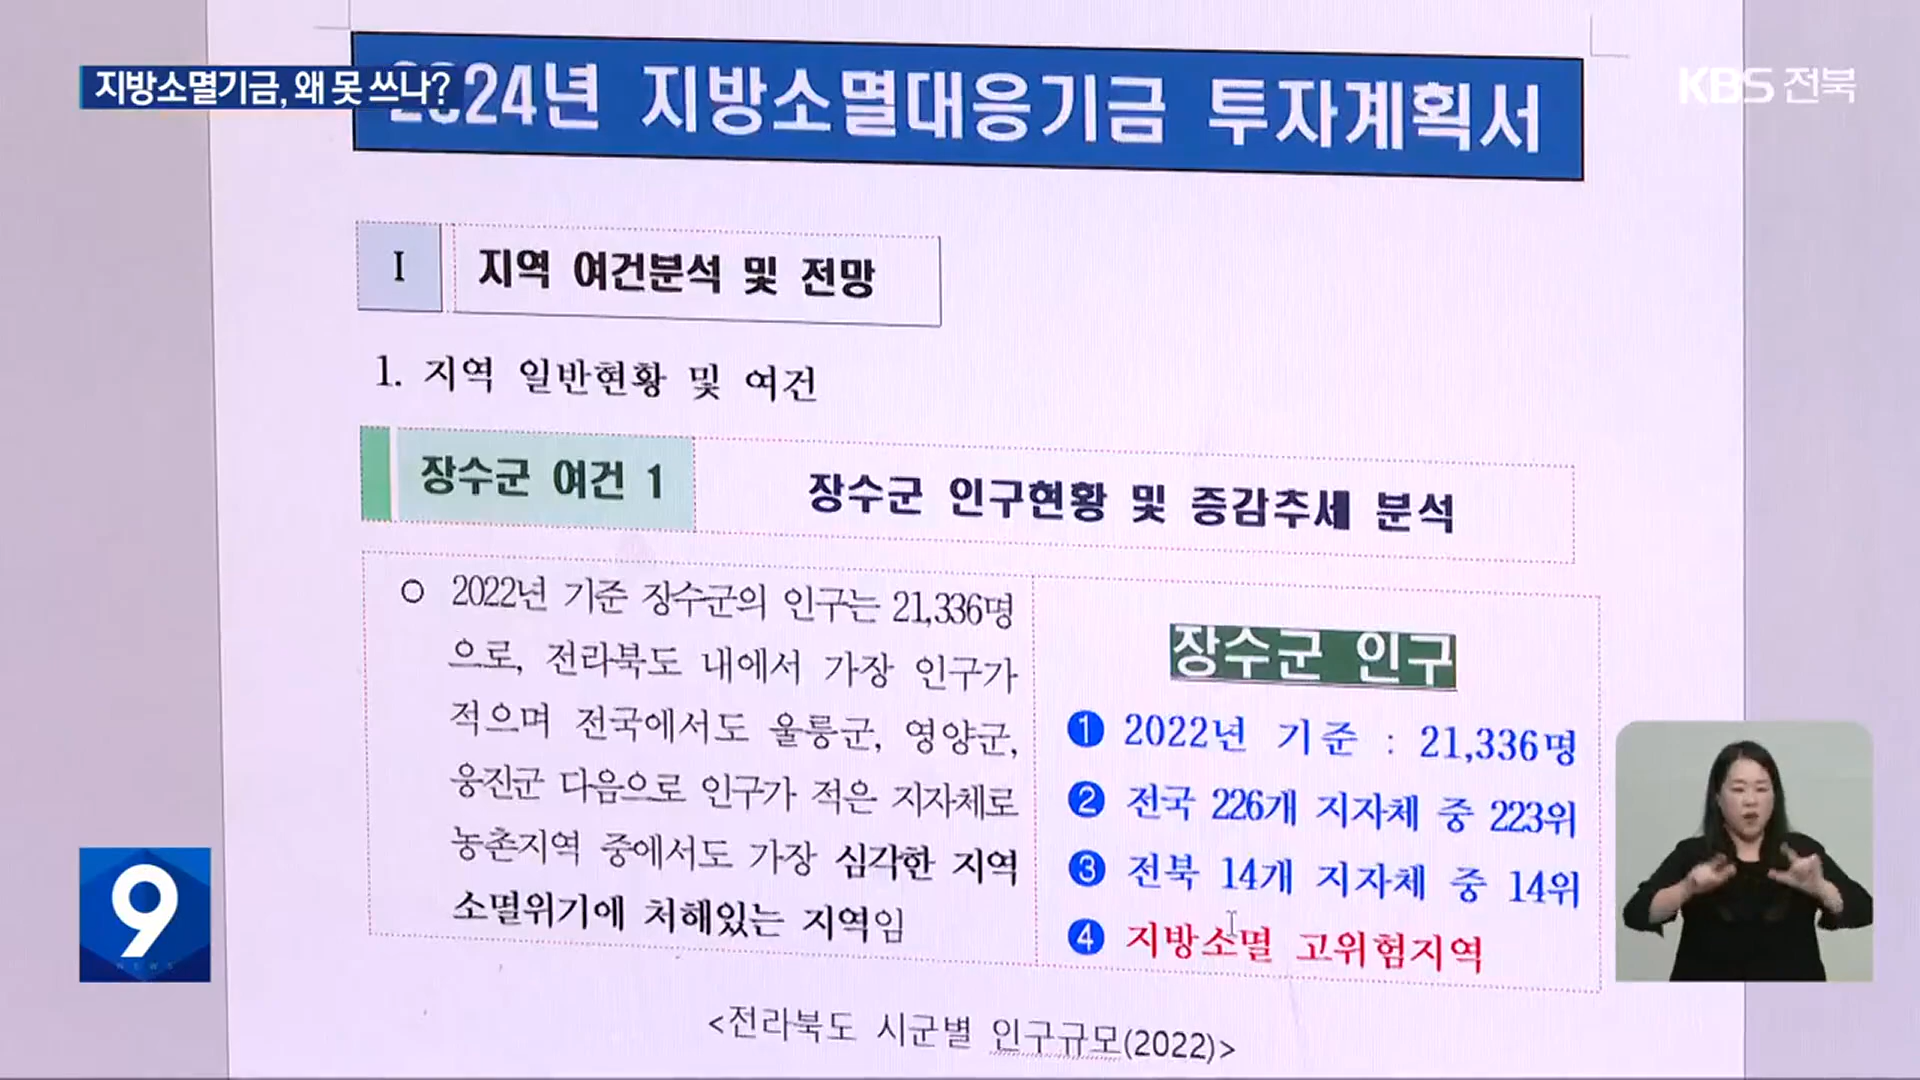 지방소멸기금, 왜 못 쓰나?
KBS 전북
2024년 지방소멸대응기금 투자계획서
I 지역 여건분석 및 전망
1. 지역 일반현황 및 여건
장수군 여건 1 장수군 인구현황 및 증감추세 분석
○ 2022년 기준 장수군의 인구는 21,336명
으로, 전라북도 내에서 가장 인구가
적으며 전국에서도 울릉군, 영양군,
옹진군 다음으로 인구가 적은 지자체로
농촌지역 중에서도 가장 심각한 지역
소멸위기에 처해있는 지역임
장수군 인구
❶ 2022년 기준 : 21,336명
❷ 전국 226개 지자체 중 223위
❸ 전북 14개 지자체 중 14위
❹ 지방소멸 고위험지역
<전라북도 시군별 인구규모(2022)>
9
NEWS